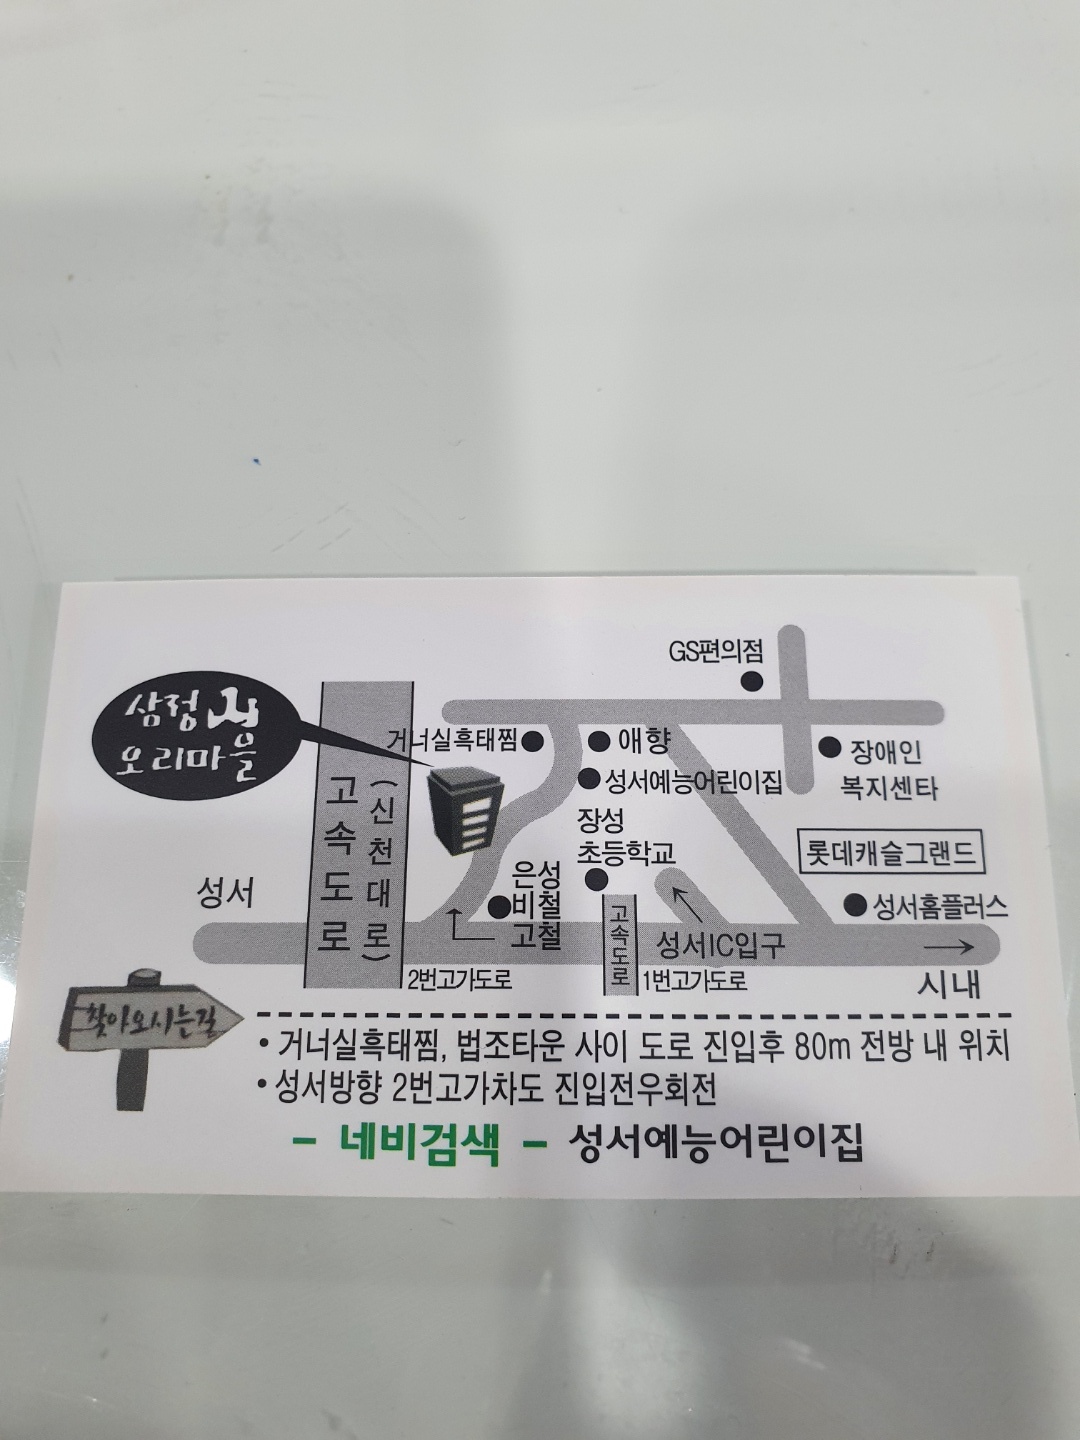 GS편의점
삼정山
오리마을
거너실흑태찜
애향
장애인
복지센타
성서예능어린이집
고속도로
(신천대로)
장성
초등학교
롯데캐슬그랜드
은성
비철
고철
성서
성서홈플러스
고속도로
성서IC입구
2번고가도로
1번고가도로
시내
찾아오시는길
• 거너실흑태찜, 법조타운 사이 도로 진입후 80m 전방 내 위치
• 성서방향 2번고가차도 진입전우회전
- 네비검색 - 성서예능어린이집